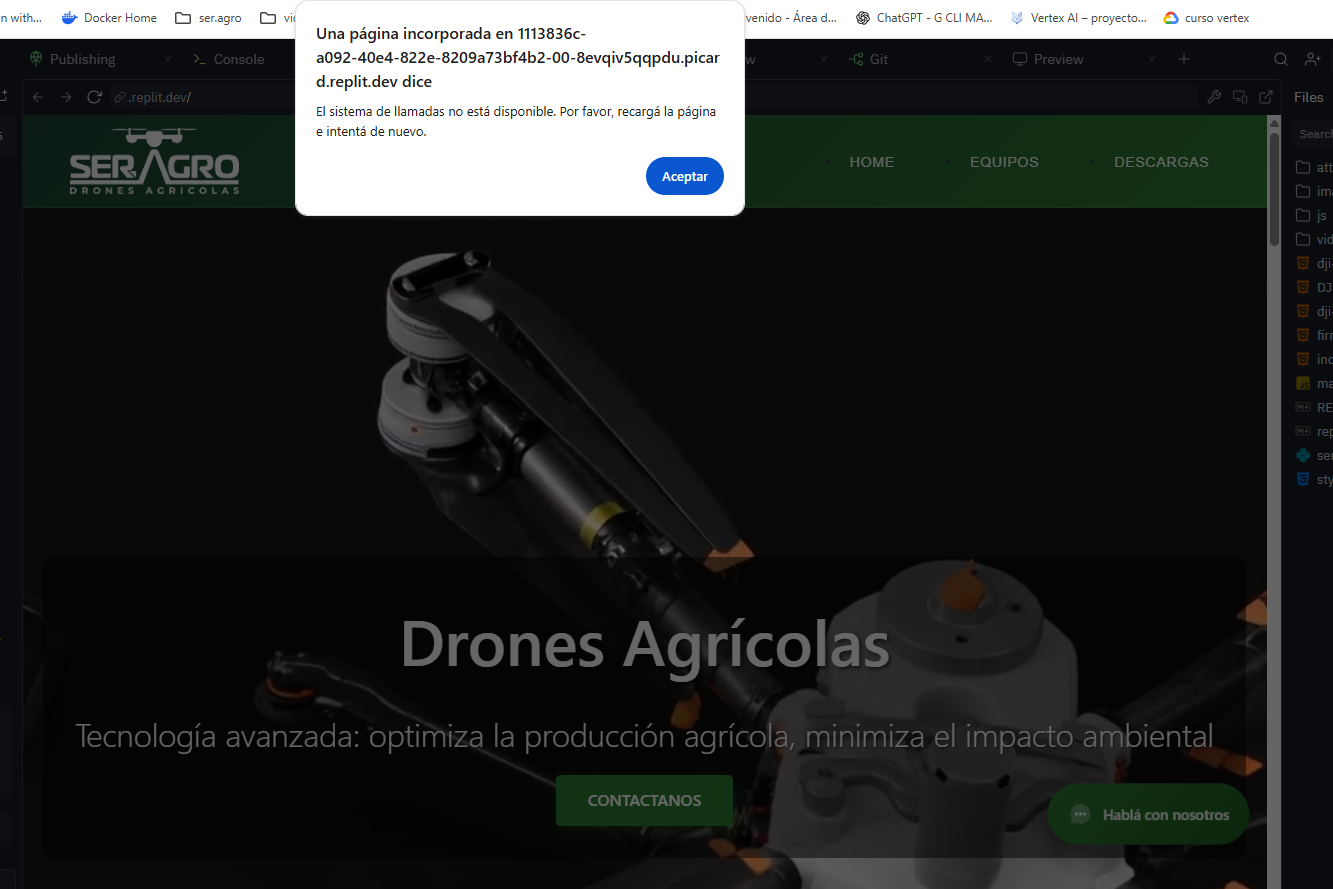 n with...
Docker Home
ser.agro
venido - Área d...
ChatGPT - G CLI MA...
Vertex AI – proyecto...
curso vertex
Una página incorporada en 1113836c-
a092-40e4-822e-8209a73bf4b2-00-8evqiv5qqpdu.picar
d.replit.dev dice
El sistema de llamadas no está disponible. Por favor, recargá la página
e intentá de nuevo.
Aceptar
Publishing
Console
Git
Preview
.replit.dev/
Files
Search
SER AGRO
DRONES AGRICOLAS
HOME
EQUIPOS
DESCARGAS
att
ima
js
vid
dji-
DJ
dji-
firr
ma
RE
rep
ser
sty
Drones Agrícolas
Tecnología avanzada: optimiza la producción agrícola, minimiza el impacto ambiental
CONTACTANOS
Hablá con nosotros